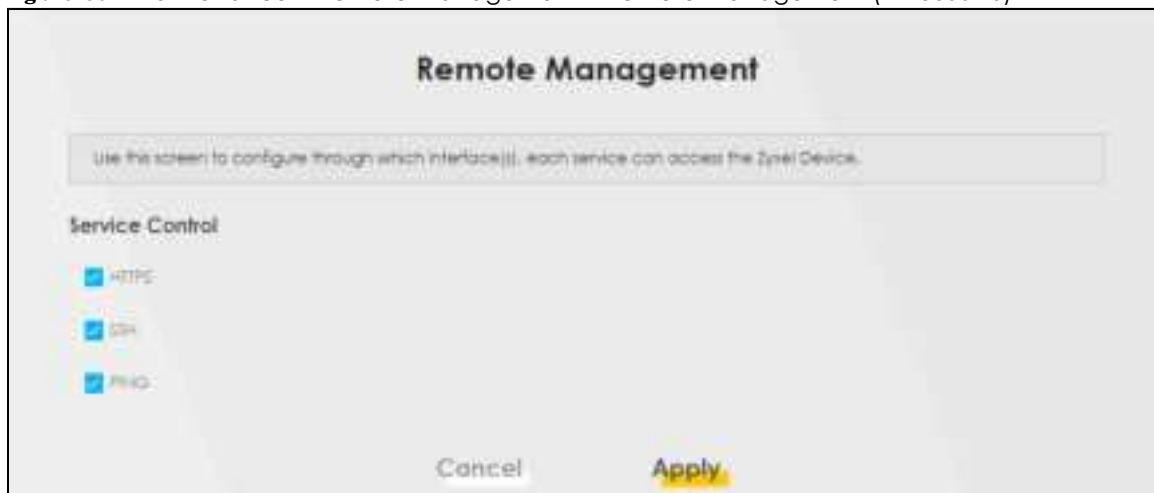 Remote Management
Use this screen to configure through which interface(s), each service can access the Zyxel Device.
Service Control
HTTPS
SSH
PING
Cancel
Apply